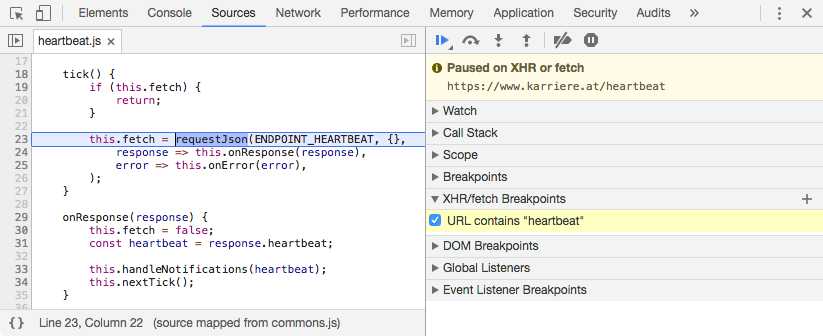 Elements Console Sources Network Performance Memory Application Security Audits »
heartbeat.js ×
17
18 tick() {
19 if (this.fetch) {
20 return;
21 }
22
23 this.fetch = requestJson(ENDPOINT_HEARTBEAT, {},
24 response => this.onResponse(response),
25 error => this.onError(error),
26 );
27 }
28
29 onResponse(response) {
30 this.fetch = false;
31 const heartbeat = response.heartbeat;
32
33 this.handleNotifications(heartbeat);
34 this.nextTick();
35 }
36
{} Line 23, Column 22 (source mapped from commons.js)
Paused on XHR or fetch
https://www.karriere.at/heartbeat
Watch
Call Stack
Scope
Breakpoints
XHR/fetch Breakpoints +
URL contains "heartbeat"
DOM Breakpoints
Global Listeners
Event Listener Breakpoints